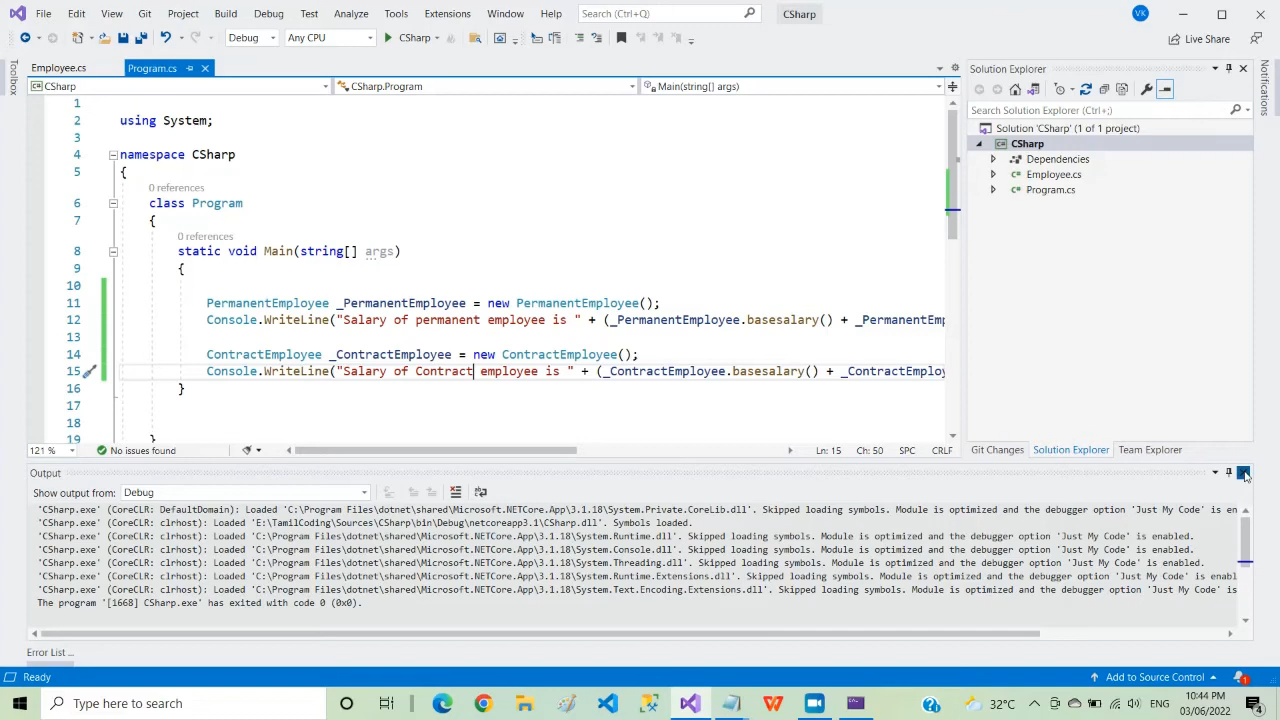 File Edit View Git Project Build Debug Test Analyze Tools Extensions Window Help Search (Ctrl+Q) CSharp VK
Debug Any CPU CSharp Live Share
Toolbox
Employee.cs Program.cs
CSharp CSharp.Program Main(string[] args)
1
2 using System;
3
4 namespace CSharp
5 {
0 references
6 class Program
7 {
0 references
8 static void Main(string[] args)
9 {
10
11 PermanentEmployee _PermanentEmployee = new PermanentEmployee();
12 Console.WriteLine("Salary of permanent employee is " + (_PermanentEmployee.basesalary() + _PermanentEmp
13
14 ContractEmployee _ContractEmployee = new ContractEmployee();
15 Console.WriteLine("Salary of Contract employee is " + (_ContractEmployee.basesalary() + _ContractEmploy
16 }
17
18
19 }
121 % No issues found Ln: 15 Ch: 50 SPC CRLF
Solution Explorer
Search Solution Explorer (Ctrl+;)
Solution 'CSharp' (1 of 1 project)
CSharp
Dependencies
Employee.cs
Program.cs
Git Changes Solution Explorer Team Explorer
Notifications
Output
Show output from: Debug
'CSharp.exe' (CoreCLR: DefaultDomain): Loaded 'C:\Program Files\dotnet\shared\Microsoft.NETCore.App\3.1.18\System.Private.CoreLib.dll'. Skipped loading symbols. Module is optimized and the debugger option 'Just My Code' is en
'CSharp.exe' (CoreCLR: clrhost): Loaded 'E:\TamilCoding\Sources\CSharp\bin\Debug\netcoreapp3.1\CSharp.dll'. Symbols loaded.
'CSharp.exe' (CoreCLR: clrhost): Loaded 'C:\Program Files\dotnet\shared\Microsoft.NETCore.App\3.1.18\System.Runtime.dll'. Skipped loading symbols. Module is optimized and the debugger option 'Just My Code' is enabled.
'CSharp.exe' (CoreCLR: clrhost): Loaded 'C:\Program Files\dotnet\shared\Microsoft.NETCore.App\3.1.18\System.Console.dll'. Skipped loading symbols. Module is optimized and the debugger option 'Just My Code' is enabled.
'CSharp.exe' (CoreCLR: clrhost): Loaded 'C:\Program Files\dotnet\shared\Microsoft.NETCore.App\3.1.18\System.Threading.dll'. Skipped loading symbols. Module is optimized and the debugger option 'Just My Code' is enabled.
'CSharp.exe' (CoreCLR: clrhost): Loaded 'C:\Program Files\dotnet\shared\Microsoft.NETCore.App\3.1.18\System.Runtime.Extensions.dll'. Skipped loading symbols. Module is optimized and the debugger option 'Just My Code' is enabl
'CSharp.exe' (CoreCLR: clrhost): Loaded 'C:\Program Files\dotnet\shared\Microsoft.NETCore.App\3.1.18\System.Text.Encoding.Extensions.dll'. Skipped loading symbols. Module is optimized and the debugger option 'Just My Code' is
The program '[1668] CSharp.exe' has exited with code 0 (0x0).
Error List ...
Ready Add to Source Control 1
Type here to search 32°C ENG 10:44 PM
03/06/2022 4